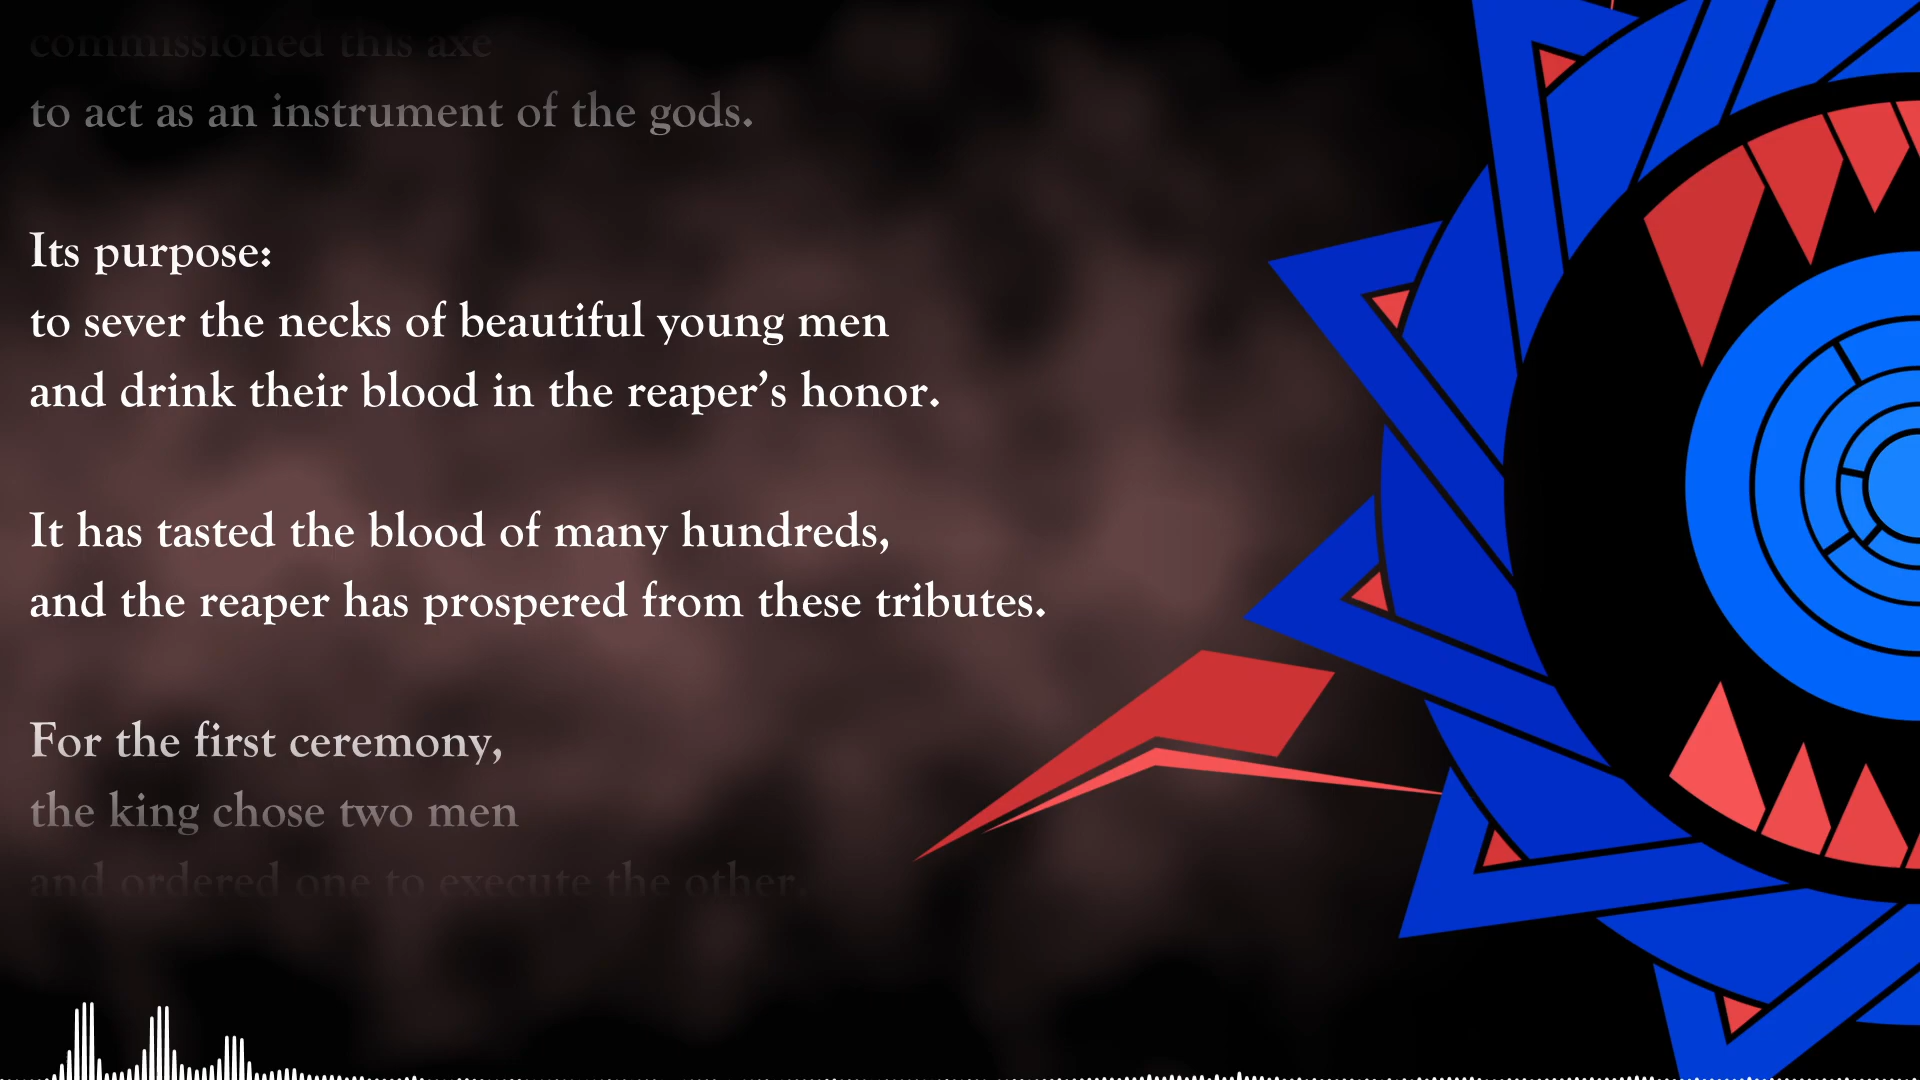 commissioned this axe
to act as an instrument of the gods.
Its purpose:
to sever the necks of beautiful young men
and drink their blood in the reaper’s honor.
It has tasted the blood of many hundreds,
and the reaper has prospered from these tributes.
For the first ceremony,
the king chose two men
and ordered one to execute the other.